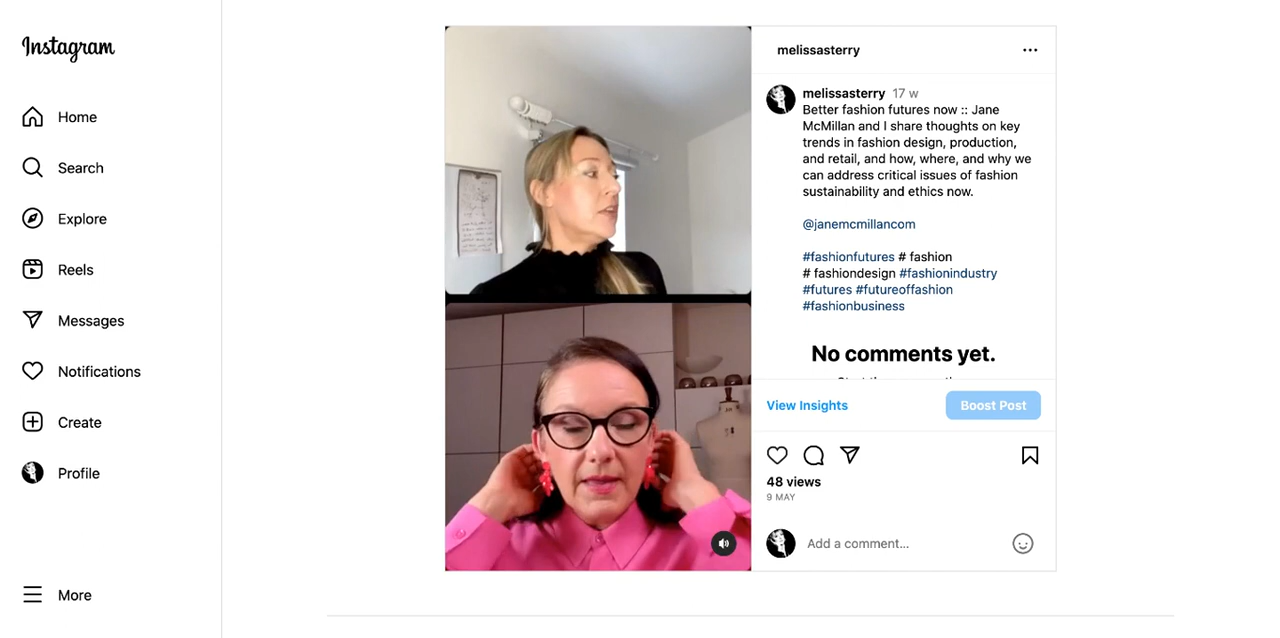 Instagram
Home
Search
Explore
Reels
Messages
Notifications
Create
Profile
More
melissasterry
melissasterry 17 w
Better fashion futures now :: Jane
McMillan and I share thoughts on key
trends in fashion design, production,
and retail, and how, where, and why we
can address critical issues of fashion
sustainability and ethics now.
@janemcmillancom
#fashionfutures # fashion
# fashiondesign #fashionindustry
#futures #futureoffashion
#fashionbusiness
No comments yet.
View Insights
Boost Post
48 views
9 MAY
Add a comment...